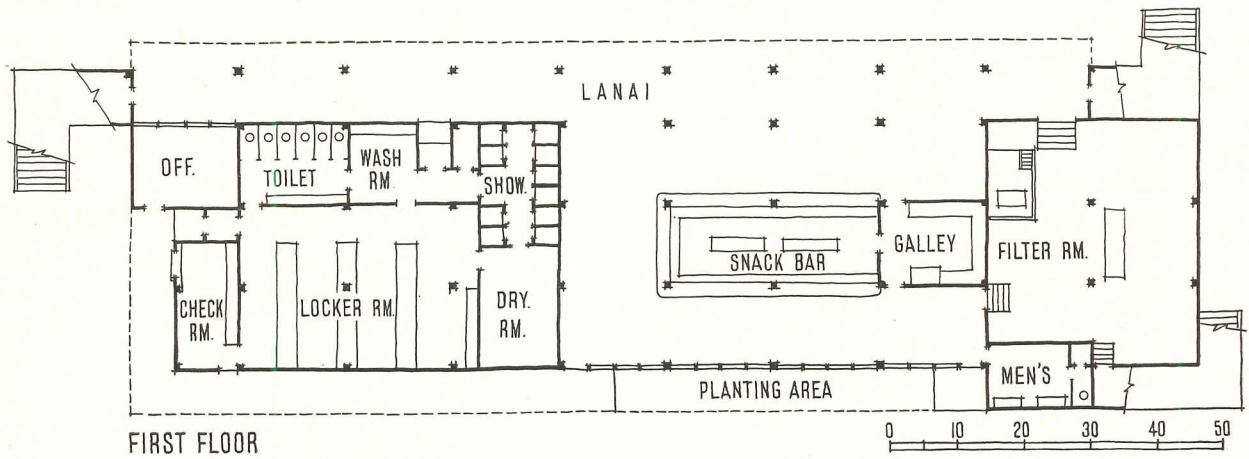 LANAI
OFF.
TOILET
WASH
RM
SHOW.
SNACK BAR
GALLEY
FILTER RM.
CHECK
RM.
LOCKER RM.
DRY.
RM.
MEN'S
PLANTING AREA
FIRST FLOOR
0 10 20 30 40 50